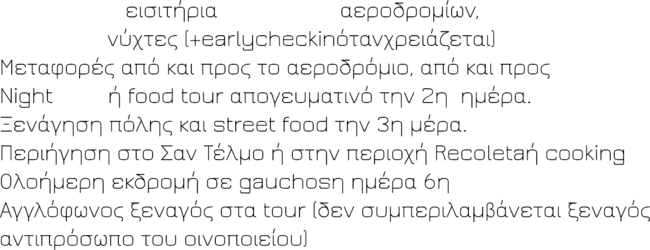 εισιτήρια αεροδρομίων,
νύχτες (+earlycheckinότανχρειάζεται)
Μεταφορές από και προς το αεροδρόμιο, από και προς
Night ή food tour απογευματινό την 2η ημέρα.
Ξενάγηση πόλης και street food την 3η μέρα.
Περιήγηση στο Σαν Τέλμο ή στην περιοχή Recoletaή cooking
Ολοήμερη εκδρομή σε gauchosη ημέρα 6η
Αγγλόφωνος ξεναγός στα tour (δεν συμπεριλαμβάνεται ξεναγός
αντιπρόσωπο του οινοποιείου)